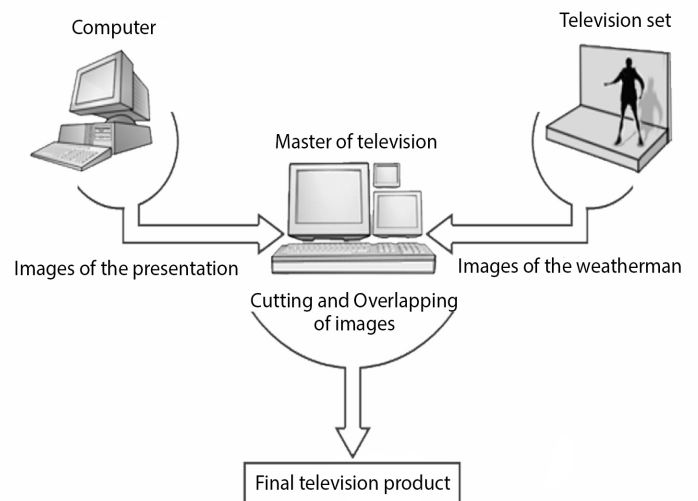 Computer
Television set
Master of television
Images of the presentation
Images of the weatherman
Cutting and Overlapping
of images
Final television product